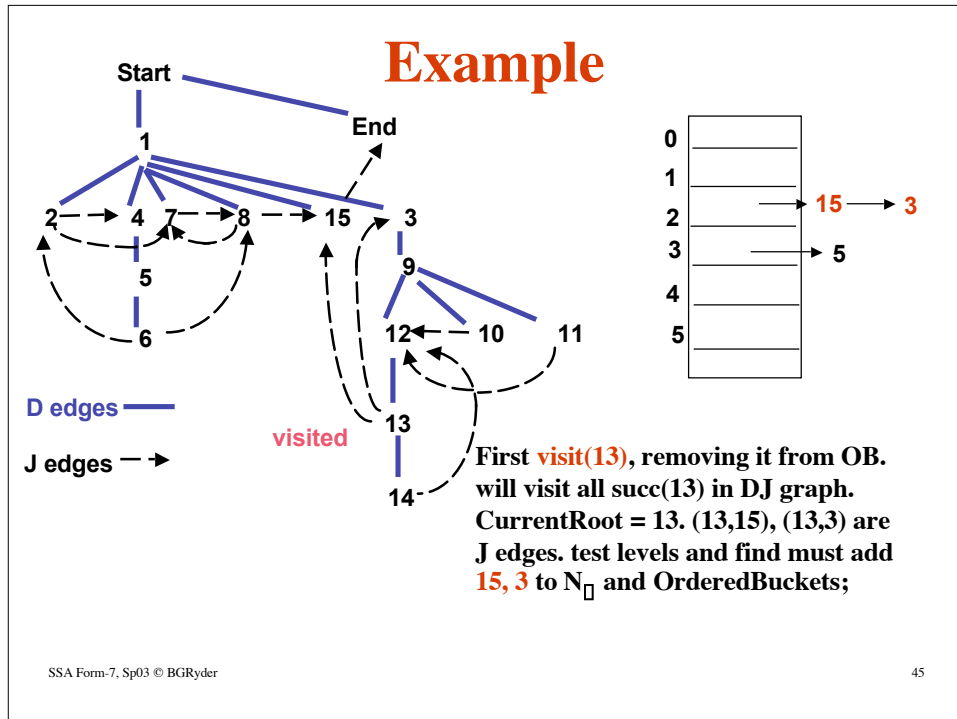 Example
Start
End
1
2 4 7 8 15 3
5
9
6
12 10 11
13
visited
14
D edges
J edges
0
1
2
3
4
5
15 3
5
First visit(13), removing it from OB.
will visit all succ(13) in DJ graph.
CurrentRoot = 13. (13,15), (13,3) are
J edges. test levels and find must add
15, 3 to N▯ and OrderedBuckets;
SSA Form-7, Sp03 © BGRyder
45